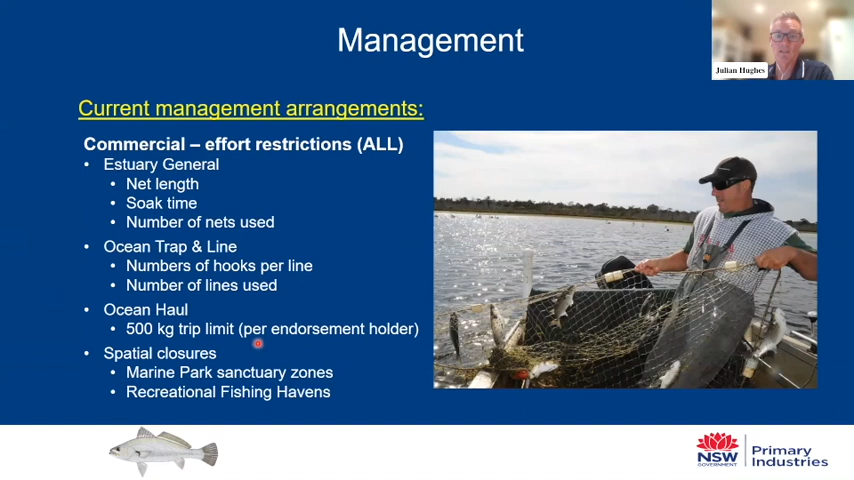 Management
Julian Hughes
Current management arrangements:
Commercial – effort restrictions (ALL)
• Estuary General
• Net length
• Soak time
• Number of nets used
• Ocean Trap & Line
• Numbers of hooks per line
• Number of lines used
• Ocean Haul
• 500 kg trip limit (per endorsement holder)
• Spatial closures
• Marine Park sanctuary zones
• Recreational Fishing Havens
NSW
GOVERNMENT
Primary
Industries